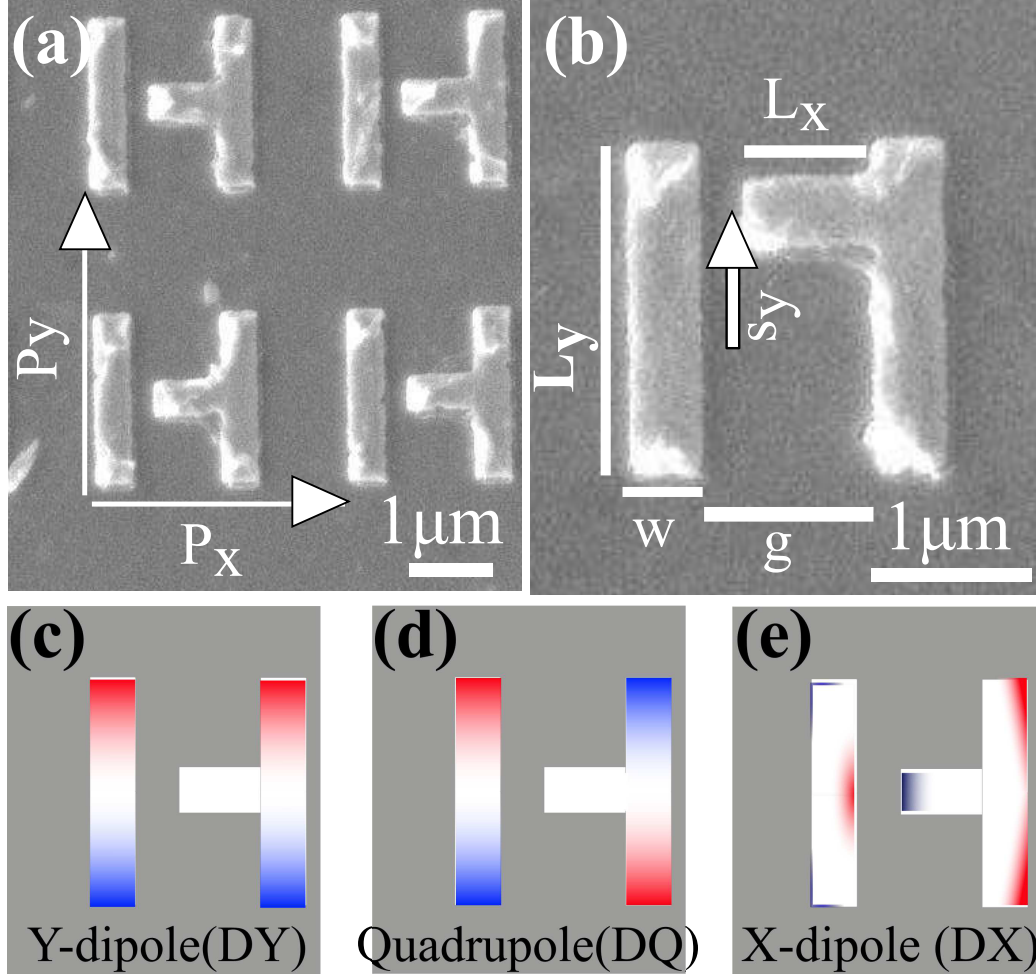 (a)
Py
Px
1μm
(b)
Lx
Ly
sy
w
g
1μm
(c)
Y-dipole(DY)
(d)
Quadrupole(DQ)
(e)
X-dipole (DX)